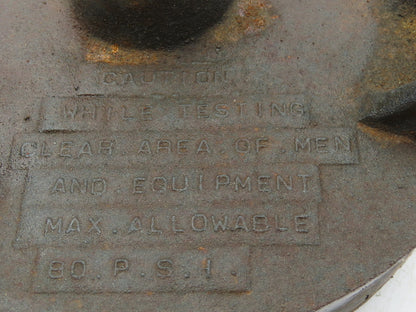 CAUTION
WHILE TESTING
CLEAR AREA OF MEN
AND EQUIPMENT
MAX. ALLOWABLE
80 P.S.I.